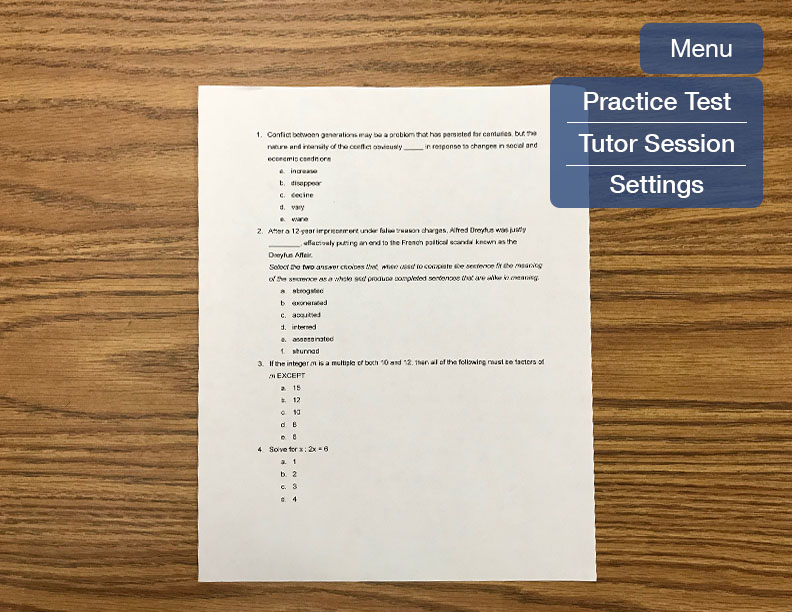 Menu
Practice Test
Tutor Session
Settings
1. Conflict between generations may be a problem that has persisted for centuries, but the
nature and intensity of the conflict obviously _____ in response to changes in social and
economic conditions
a. increase
b. disappear
c. decline
d. vary
e. wane
2. After a 12-year imprisonment under false treason charges, Alfred Dreyfus was justly
________, effectively putting an end to the French political scandal known as the
Dreyfus Affair.
Select the two answer choices that, when used to complete the sentence fit the meaning
of the sentence as a whole and produce completed sentences that are alike in meaning.
a. abrogated
b. exonerated
c. acquitted
d. interred
e. assassinated
f. shunned
3. If the integer m is a multiple of both 10 and 12, then all of the following must be factors of
m EXCEPT
a. 15
b. 12
c. 10
d.
e.
4. Solve for x : 2x = 6
a. 1
b. 2
c. 3
d. 4